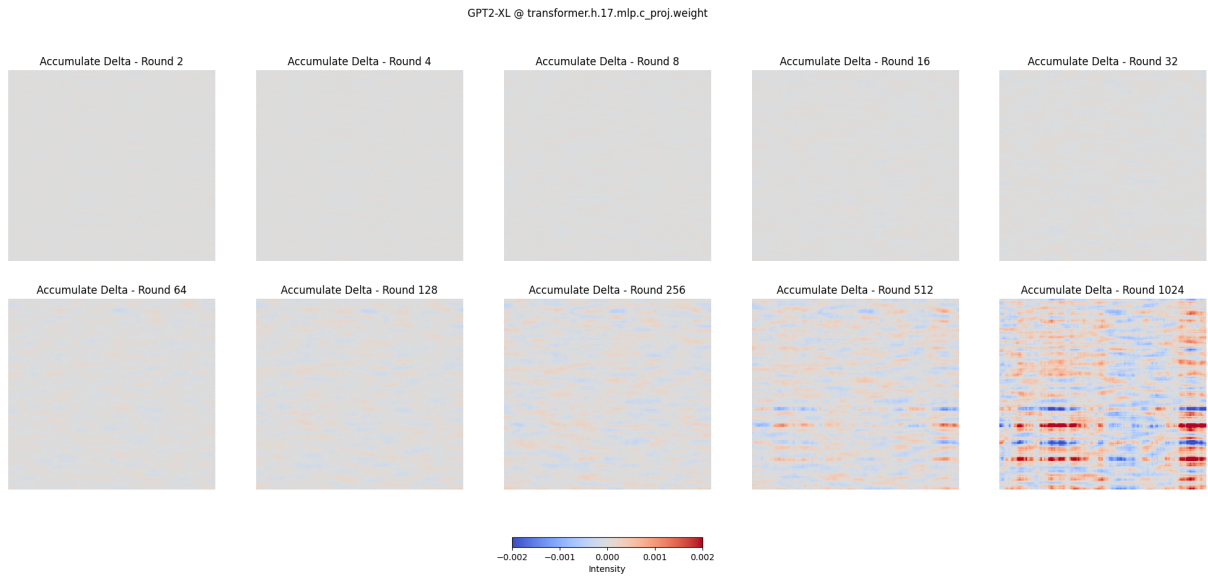 GPT2-XL @ transformer.h.17.mlp.c_proj.weight
Accumulate Delta - Round 2
Accumulate Delta - Round 4
Accumulate Delta - Round 8
Accumulate Delta - Round 16
Accumulate Delta - Round 32
Accumulate Delta - Round 64
Accumulate Delta - Round 128
Accumulate Delta - Round 256
Accumulate Delta - Round 512
Accumulate Delta - Round 1024
−0.002 −0.001 0.000 0.001 0.002
Intensity